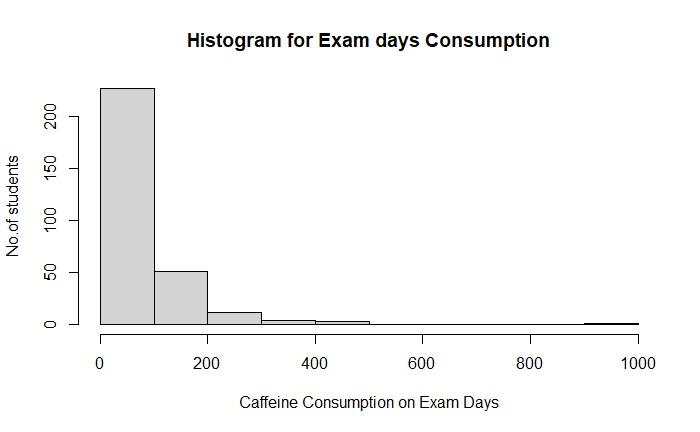 Histogram for Exam days Consumption
No.of students
200
150
100
50
0
0 200 400 600 800 1000
Caffeine Consumption on Exam Days